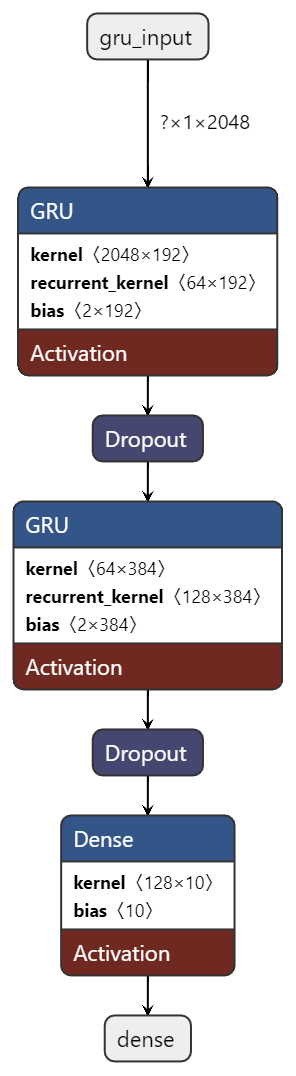 gru_input
?×1×2048
GRU
kernel〈2048×192〉
recurrent_kernel〈64×192〉
bias〈2×192〉
Activation
Dropout
GRU
kernel〈64×384〉
recurrent_kernel〈128×384〉
bias〈2×384〉
Activation
Dropout
Dense
kernel〈128×10〉
bias〈10〉
Activation
dense